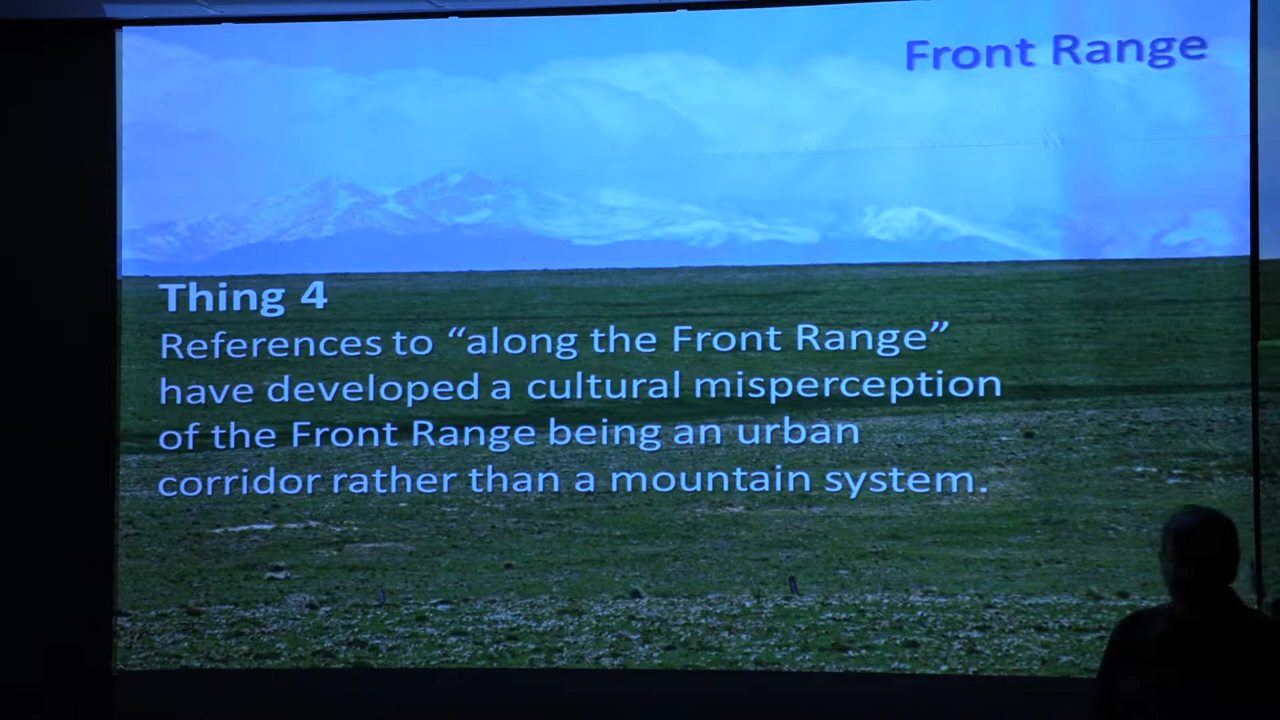 Front Range
Thing 4
References to “along the Front Range”
have developed a cultural misperception
of the Front Range being an urban
corridor rather than a mountain system.